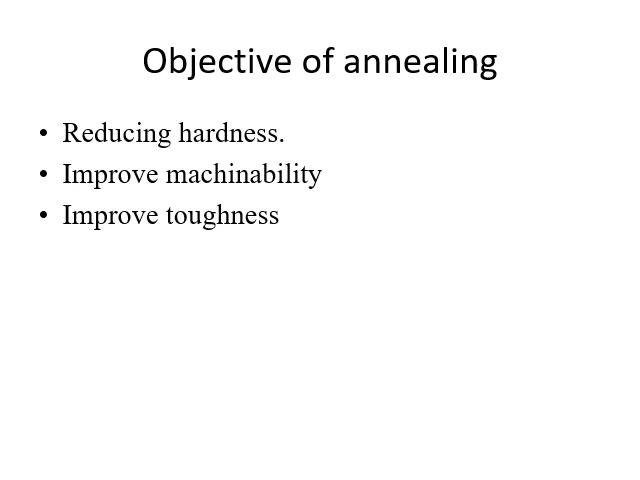 Objective of annealing
• Reducing hardness.
• Improve machinability
• Improve toughness